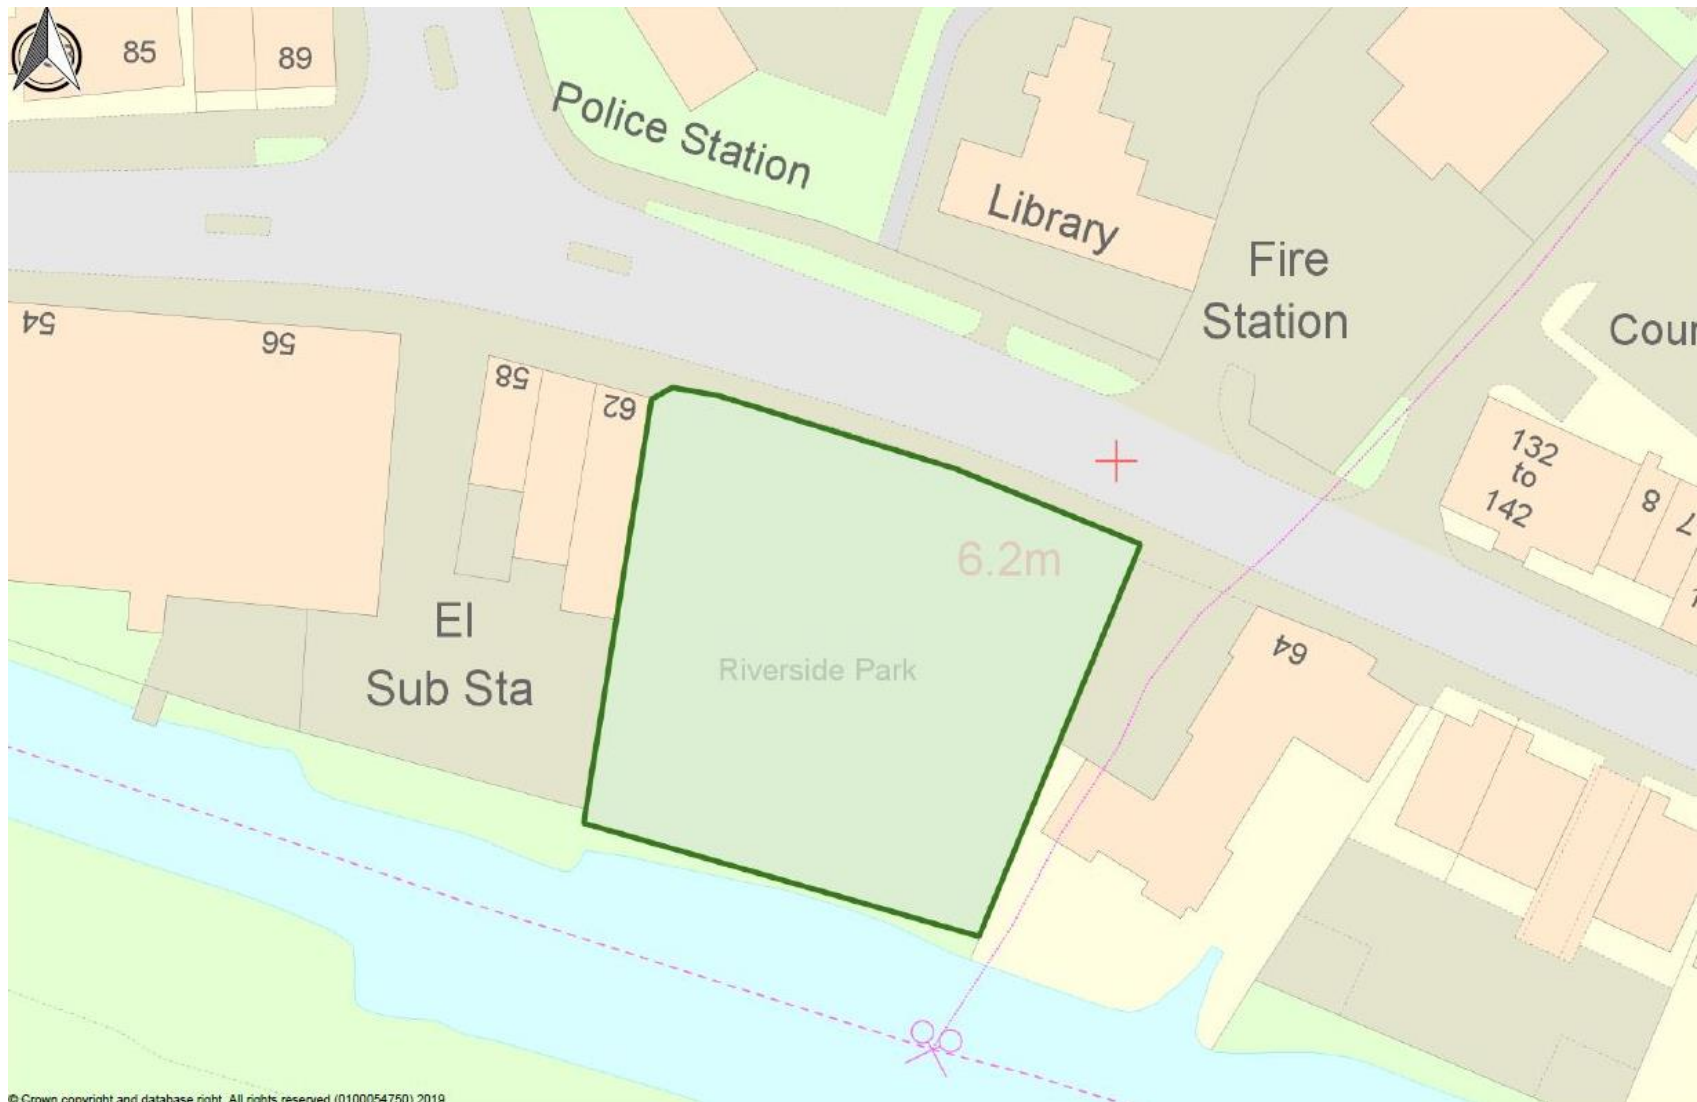 85
89
Police Station
Library
Fire
Station
Cour
54
56
58
62
132
to
142
8
7
6.2m
El
Sub Sta
Riverside Park
64
© Crown copyright and database right. All rights reserved (0100054750) 2019